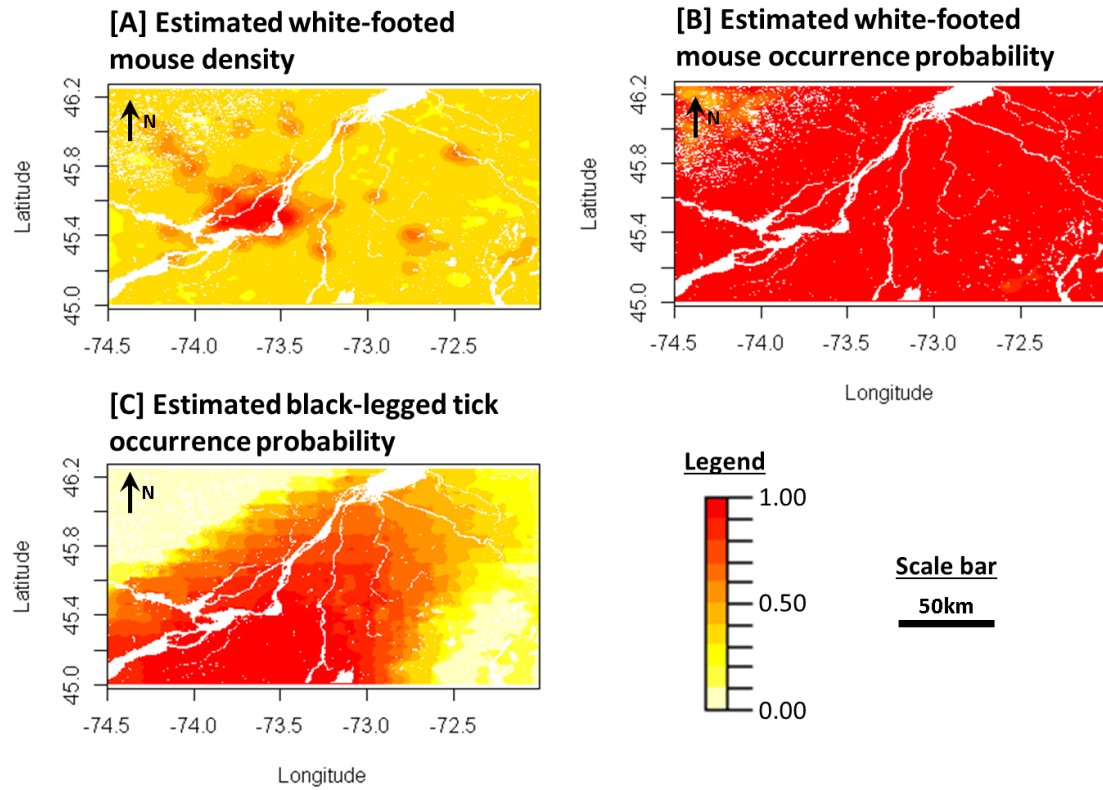 [A] Estimated white-footed
mouse density
N
46.2
45.8
45.4
45.0
Latitude
-74.5 -74.0 -73.5 -73.0 -72.5
[B] Estimated white-footed
mouse occurrence probability
N
46.2
45.8
45.4
45.0
Latitude
-74.5 -74.0 -73.5 -73.0 -72.5
Longitude
[C] Estimated black-legged tick
occurrence probability
N
46.2
45.8
45.4
45.0
Latitude
-74.5 -74.0 -73.5 -73.0 -72.5
Longitude
Legend
1.00
0.50
0.00
Scale bar
50km